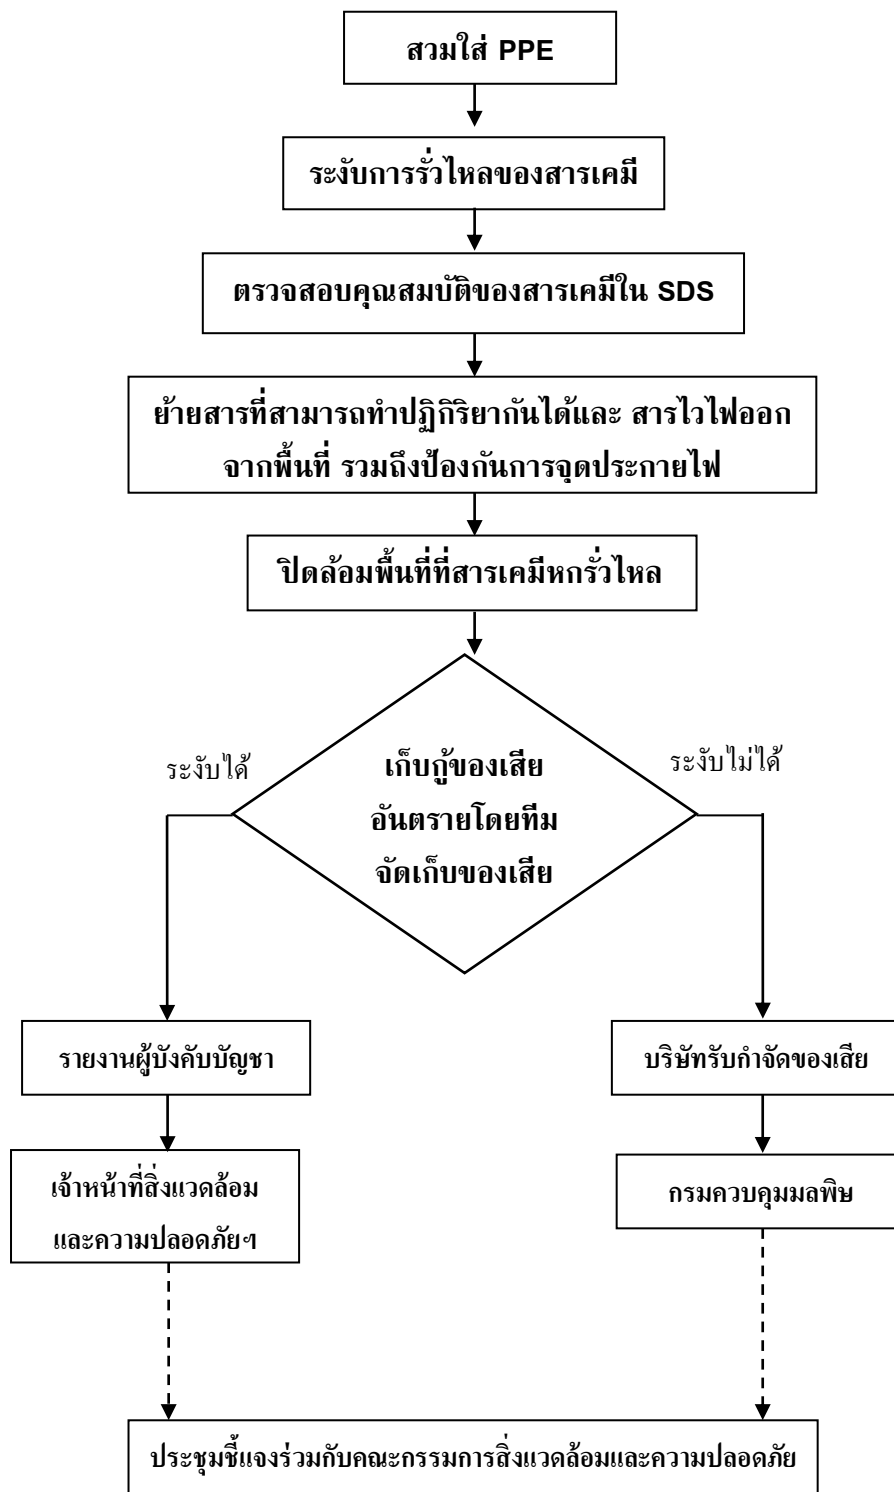 สวมใส่ PPE
ระงับการรั่วไหลของสารเคมี
ตรวจสอบคุณสมบัติของสารเคมีใน SDS
ย้ายสารที่สามารถทำปฏิกิริยากันได้และ สารไวไฟออก
จากพื้นที่ รวมถึงป้องกันการจุดประกายไฟ
ปิดล้อมพื้นที่ที่สารเคมีหกรั่วไหล
ระงับได้
ระงับไม่ได้
เก็บกู้ของเสีย
อันตรายโดยทีม
จัดเก็บของเสีย
รายงานผู้บังคับบัญชา
บริษัทรับกำจัดของเสีย
เจ้าหน้าที่สิ่งแวดล้อม
และความปลอดภัยฯ
กรมควบคุมมลพิษ
ประชุมชี้แจงร่วมกับคณะกรรมการสิ่งแวดล้อมและความปลอดภัย